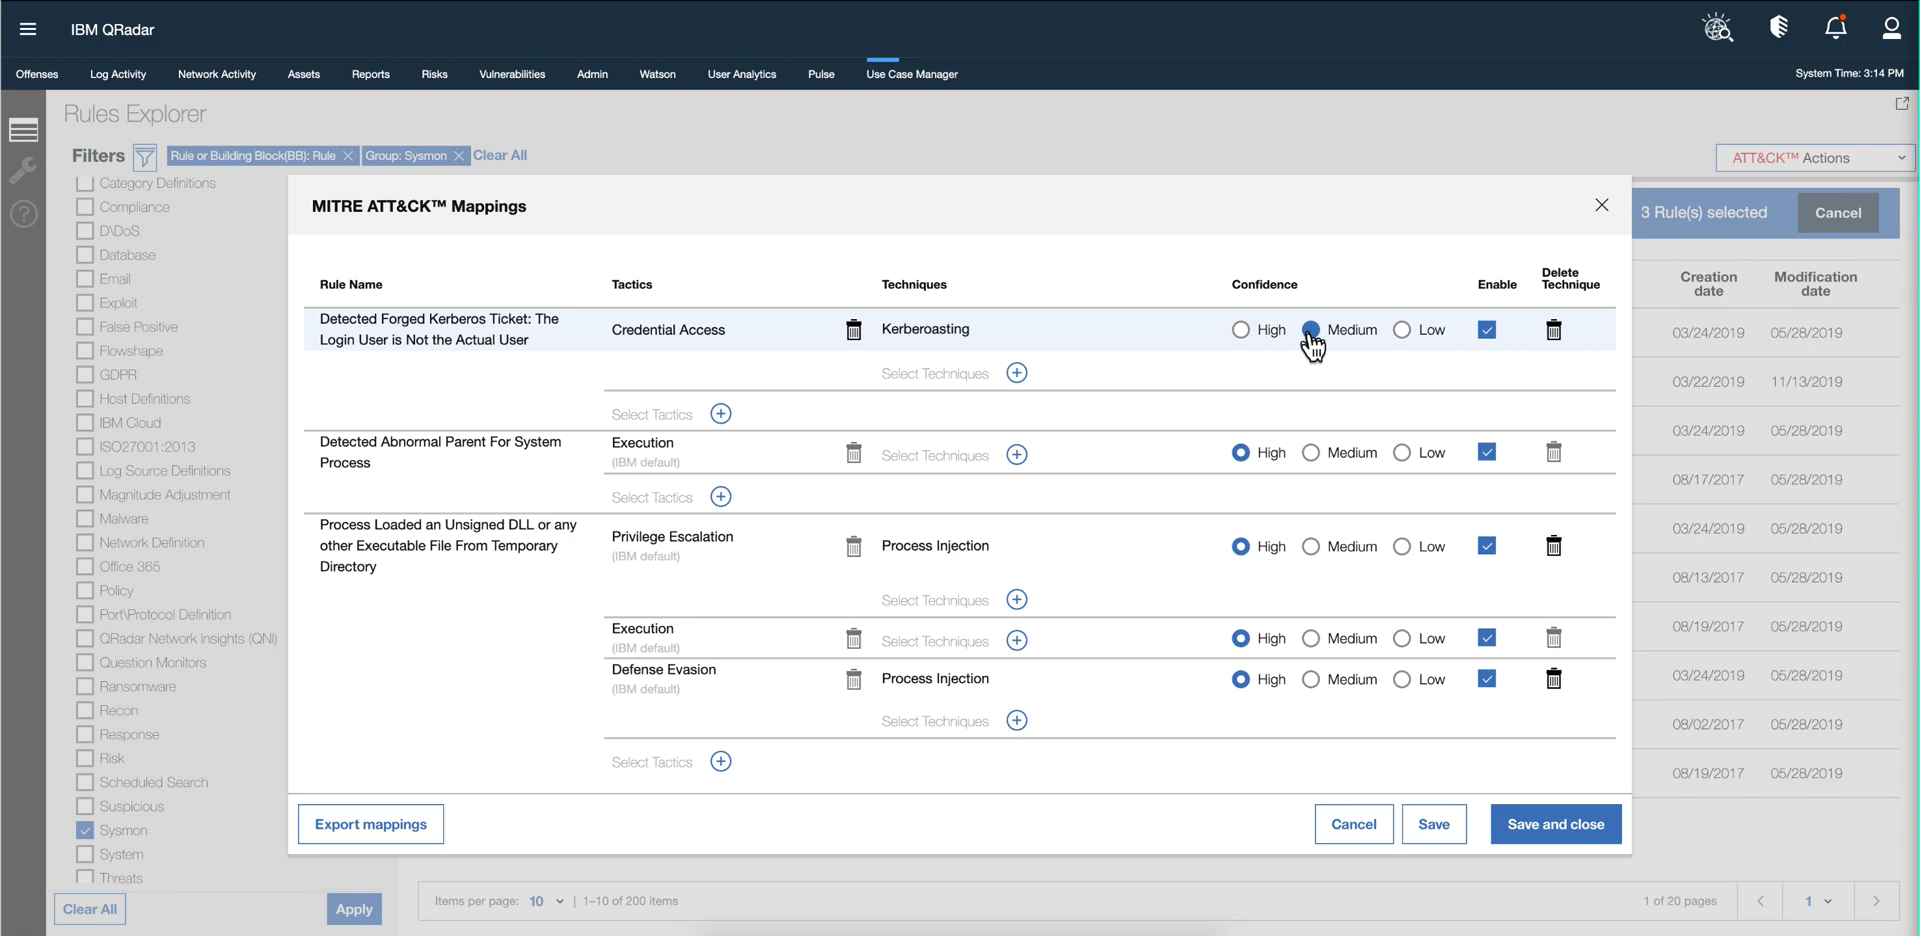 IBM QRadar
Offenses Log Activity Network Activity Assets Reports Risks Vulnerabilities Admin Watson User Analytics Pulse Use Case Manager System Time: 3:14 PM
Rules Explorer
Filters Rule or Building Block(BB): Rule Group: Sysmon Clear All
ATT&CK™ Actions
Category Definitions
Compliance
D\DoS
Database
Email
Exploit
False Positive
Flowshape
GDPR
Host Definitions
IBM Cloud
ISO27001:2013
Log Source Definitions
Magnitude Adjustment
Malware
Network Definition
Office 365
Policy
Port\Protocol Definition
QRadar Network Insights (QNI)
Question Monitors
Ransomware
Recon
Response
Risk
Scheduled Search
Suspicious
Sysmon
System
Threats
Clear All Apply
MITRE ATT&CK™ Mappings
Rule Name Tactics Techniques Confidence Enable Delete Technique
Detected Forged Kerberos Ticket: The
Login User is Not the Actual User
Credential Access Kerberoasting High Medium Low
Select Techniques
Select Tactics
Detected Abnormal Parent For System
Process
Execution
(IBM default)
Select Techniques High Medium Low
Select Tactics
Process Loaded an Unsigned DLL or any
other Executable File From Temporary
Directory
Privilege Escalation
(IBM default)
Process Injection High Medium Low
Select Techniques
Execution
(IBM default)
Select Techniques High Medium Low
Defense Evasion
(IBM default)
Process Injection High Medium Low
Select Techniques
Select Tactics
Export mappings Cancel Save Save and close
3 Rule(s) selected Cancel
Creation date Modification date
03/24/2019 05/28/2019
03/22/2019 11/13/2019
03/24/2019 05/28/2019
08/17/2017 05/28/2019
03/24/2019 05/28/2019
08/13/2017 05/28/2019
08/19/2017 05/28/2019
03/24/2019 05/28/2019
08/02/2017 05/28/2019
08/19/2017 05/28/2019
Items per page: 10 | 1–10 of 200 items 1 of 20 pages 1